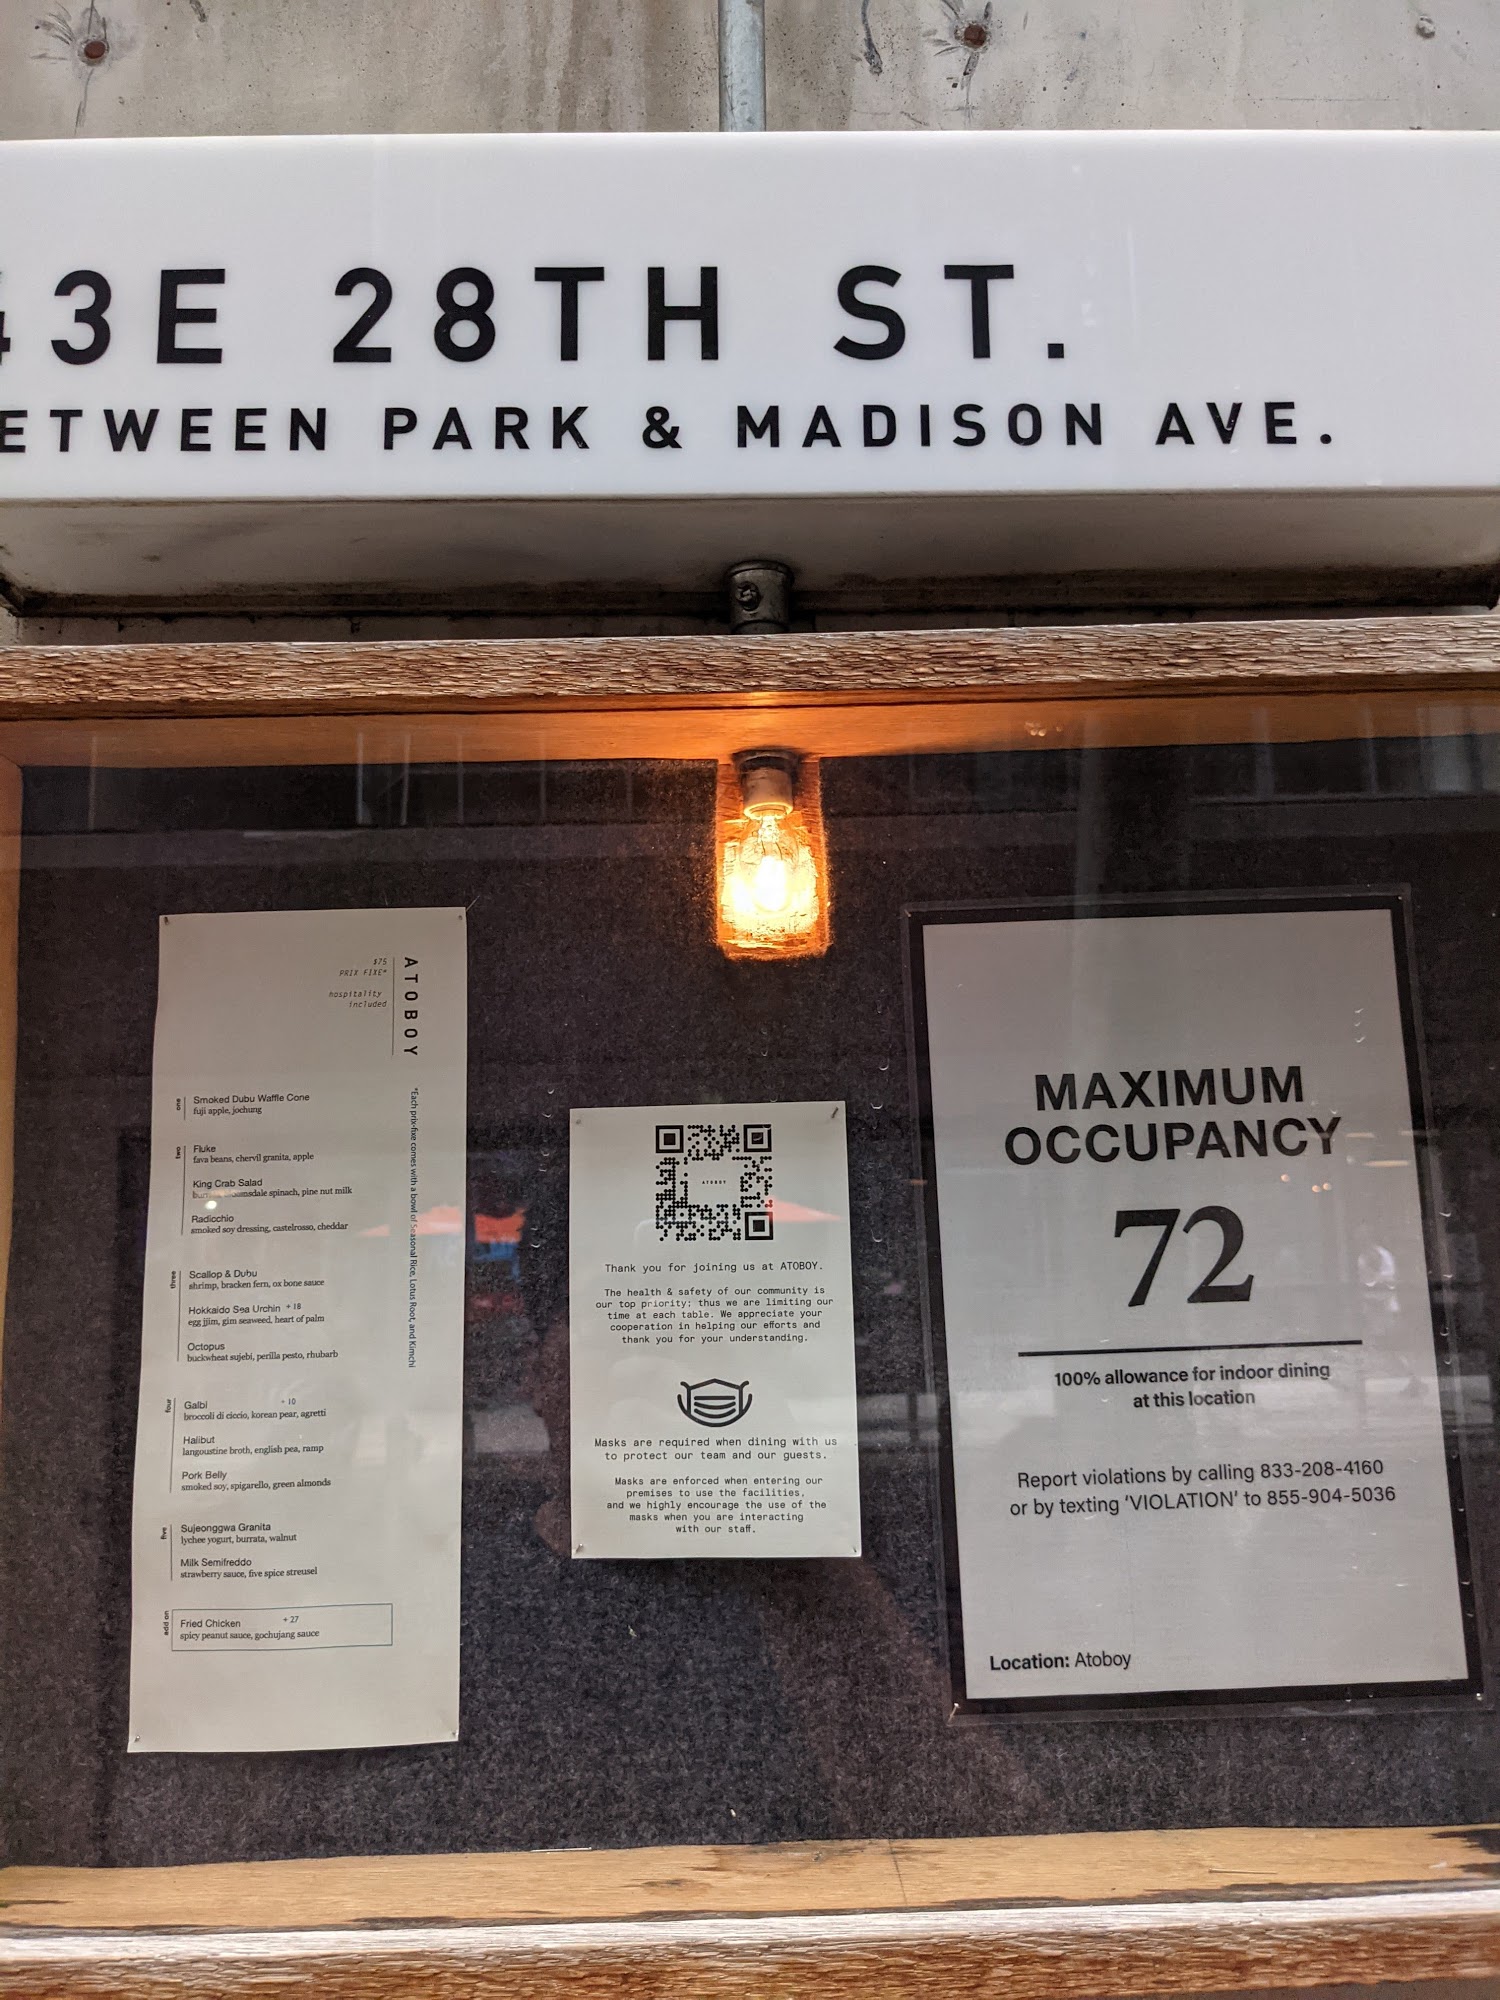 43E 28TH ST.
BETWEEN PARK & MADISON AVE.
ATOBOY
$75
PRIX FIXE*
hospitality
included
*Each prix-fixe comes with a bowl of Seasonal Rice, Lotus Root, and Kimchi
one
Smoked Dubu Waffle Cone
fuji apple, jochung
two
Fluke
fava beans, chervil granita, apple
King Crab Salad
spinach, pine nut milk
Radicchio
smoked soy dressing, castelrosso, cheddar
three
Scallop & Dubu
shrimp, bracken fern, ox bone sauce
Hokkaido Sea Urchin +18
egg jjim, gim seaweed, heart of palm
Octopus
buckwheat sujebi, perilla pesto, rhubarb
four
Galbi +10
broccoli di ciccio, korean pear, agretti
Halibut
langoustine broth, english pea, ramp
Pork Belly
smoked soy, spigarello, green almonds
five
Sujeonggwa Granita
lychee yogurt, burrata, walnut
Milk Semifreddo
strawberry sauce, five spice streusel
add on
Fried Chicken +27
spicy peanut sauce, gochujang sauce
ATOBOY
Thank you for joining us at ATOBOY.
The health & safety of our community is
our top priority; thus we are limiting our
time at each table. We appreciate your
cooperation in helping our efforts and
thank you for your understanding.
Masks are required when dining with us
to protect our team and our guests.
Masks are enforced when entering our
premises to use the facilities,
and we highly encourage the use of the
masks when you are interacting
with our staff.
MAXIMUM
OCCUPANCY
72
100% allowance for indoor dining
at this location
Report violations by calling 833-208-4160
or by texting 'VIOLATION' to 855-904-5036
Location: Atoboy